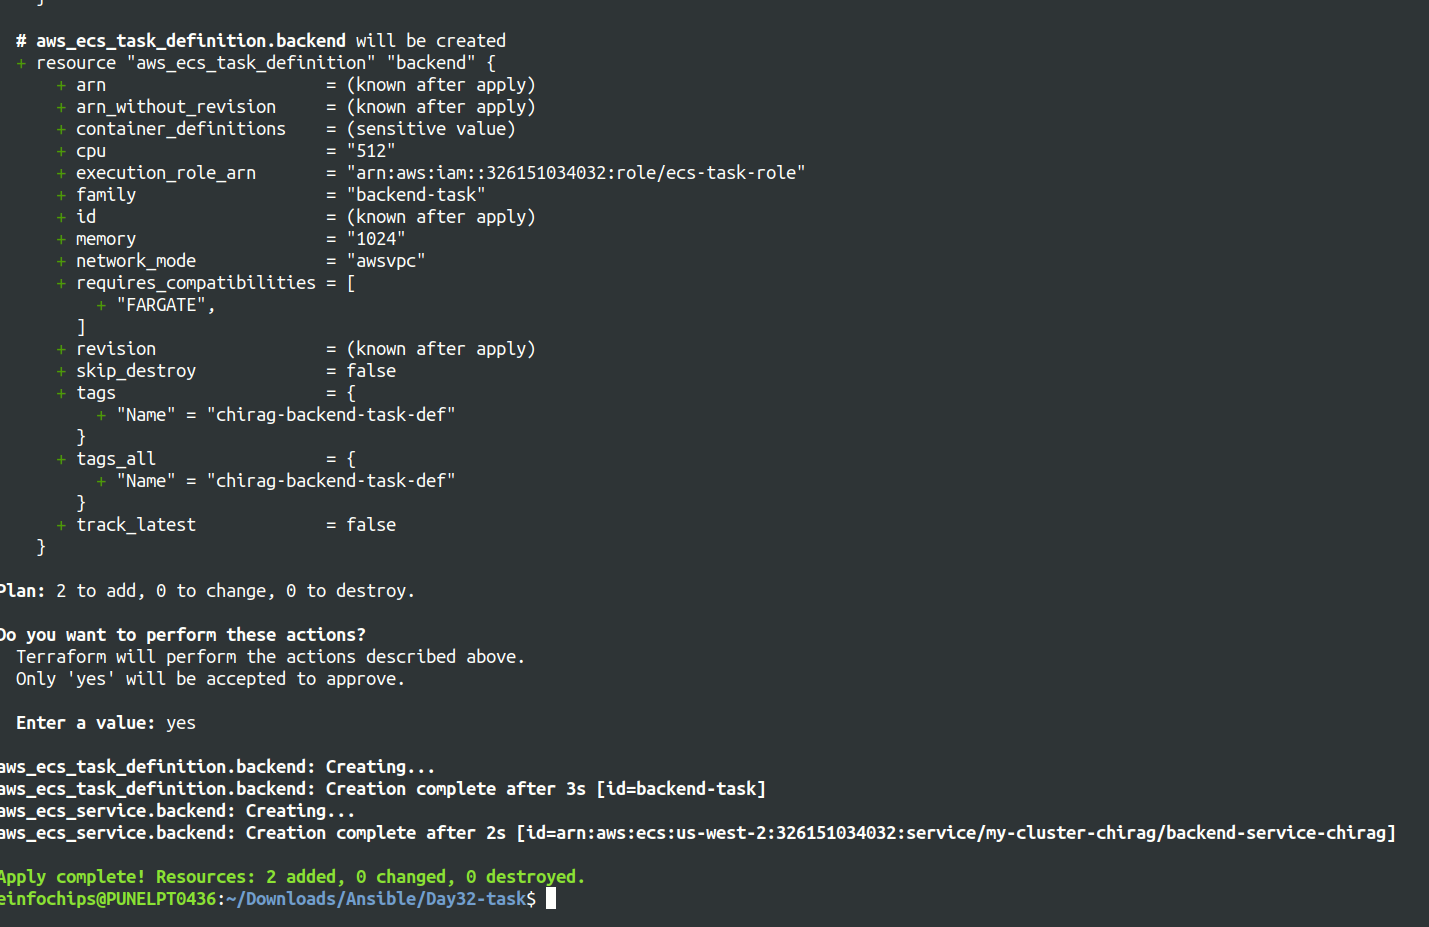 }
# aws_ecs_task_definition.backend will be created
+ resource "aws_ecs_task_definition" "backend" {
+ arn = (known after apply)
+ arn_without_revision = (known after apply)
+ container_definitions = (sensitive value)
+ cpu = "512"
+ execution_role_arn = "arn:aws:iam::326151034032:role/ecs-task-role"
+ family = "backend-task"
+ id = (known after apply)
+ memory = "1024"
+ network_mode = "awsvpc"
+ requires_compatibilities = [
+ "FARGATE",
]
+ revision = (known after apply)
+ skip_destroy = false
+ tags = {
+ "Name" = "chirag-backend-task-def"
}
+ tags_all = {
+ "Name" = "chirag-backend-task-def"
}
+ track_latest = false
}
Plan: 2 to add, 0 to change, 0 to destroy.
Do you want to perform these actions?
Terraform will perform the actions described above.
Only 'yes' will be accepted to approve.
Enter a value: yes
aws_ecs_task_definition.backend: Creating...
aws_ecs_task_definition.backend: Creation complete after 3s [id=backend-task]
aws_ecs_service.backend: Creating...
aws_ecs_service.backend: Creation complete after 2s [id=arn:aws:ecs:us-west-2:326151034032:service/my-cluster-chirag/backend-service-chirag]
Apply complete! Resources: 2 added, 0 changed, 0 destroyed.
einfochips@PUNELPT0436:~/Downloads/Ansible/Day32-task$